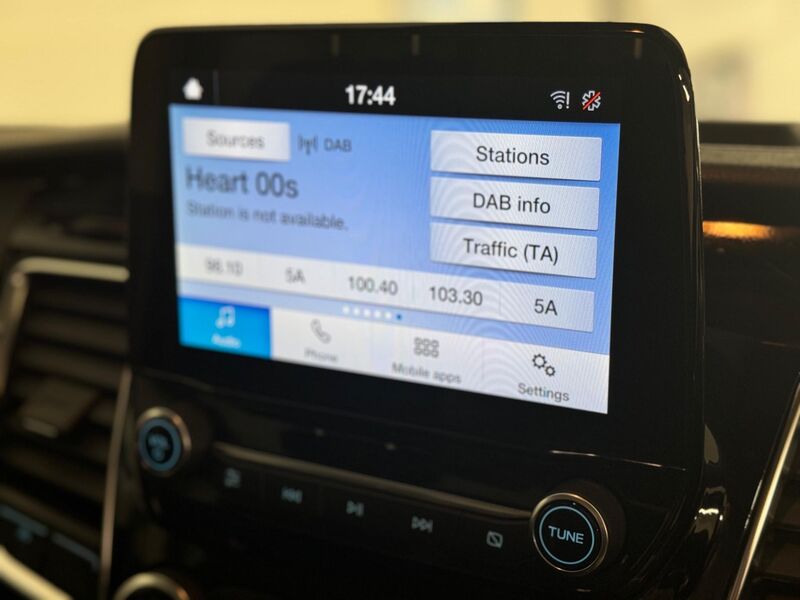 17:44
Sources
DAB
Stations
Heart 00s
Station is not available.
DAB info
Traffic (TA)
98.10
5A
100.40
103.30
5A
Audio
Phone
Mobile apps
Settings
TUNE